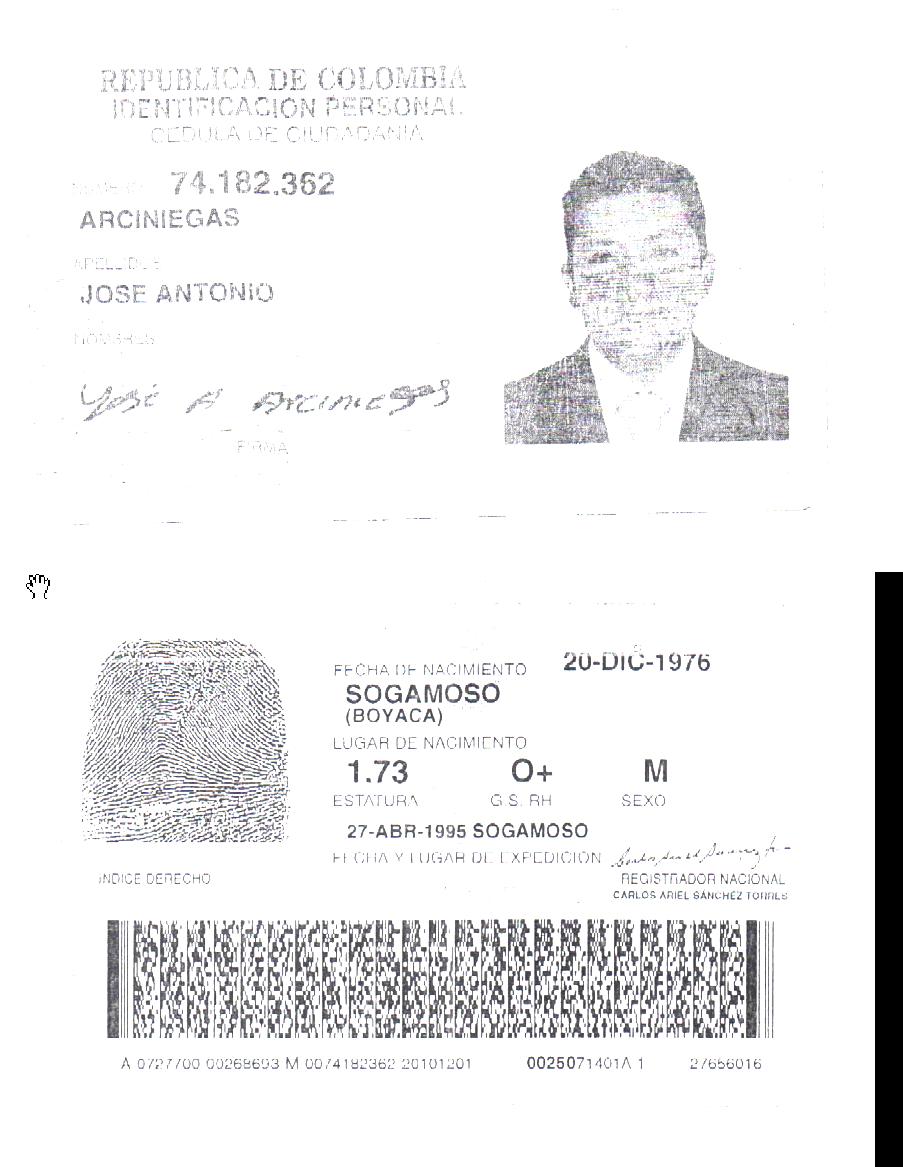 REPUBLICA DE COLOMBIA
IDENTIFICACION PERSONAL
CEDULA DE CIUDADANIA
NUMERO 74.182.362
ARCINIEGAS
APELLIDOS
JOSE ANTONIO
NOMBRES
José A Arciniegas
FIRMA
FECHA DE NACIMIENTO 20-DIC-1976
SOGAMOSO
(BOYACA)
LUGAR DE NACIMIENTO
1.73 O+ M
ESTATURA G.S. RH SEXO
27-ABR-1995 SOGAMOSO
FECHA Y LUGAR DE EXPEDICION
INDICE DERECHO
REGISTRADOR NACIONAL
CARLOS ARIEL SÁNCHEZ TORRES
A 0727700 00268693 M 0074182362 20101201 0025071401A 1 27656016